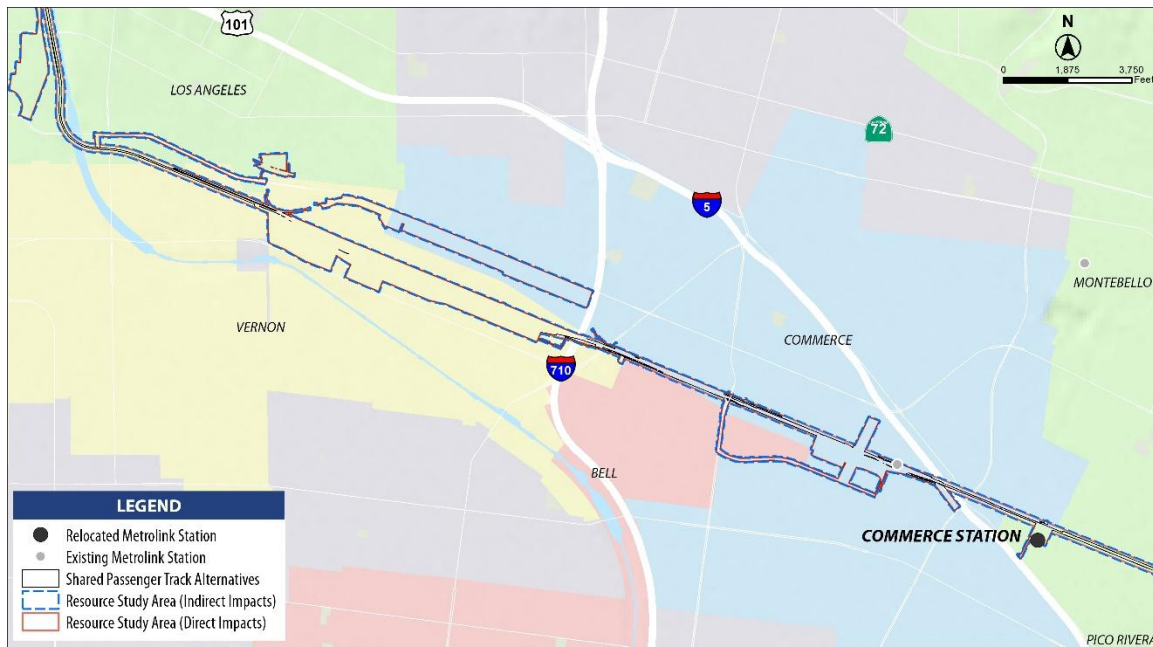 101
N
0 1,875 3,750
Feet
LOS ANGELES
72
5
MONTEBELLO
VERNON
COMMERCE
710
BELL
COMMERCE STATION
PICO RIVERA
LEGEND
Relocated Metrolink Station
Existing Metrolink Station
Shared Passenger Track Alternatives
Resource Study Area (Indirect Impacts)
Resource Study Area (Direct Impacts)